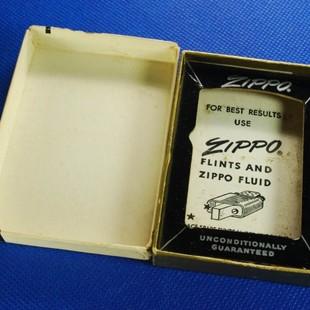 ZIPPO
FOR BEST RESULTS
USE
ZIPPO
FLINTS AND
ZIPPO FLUID
UNCONDITIONALLY
GUARANTEED